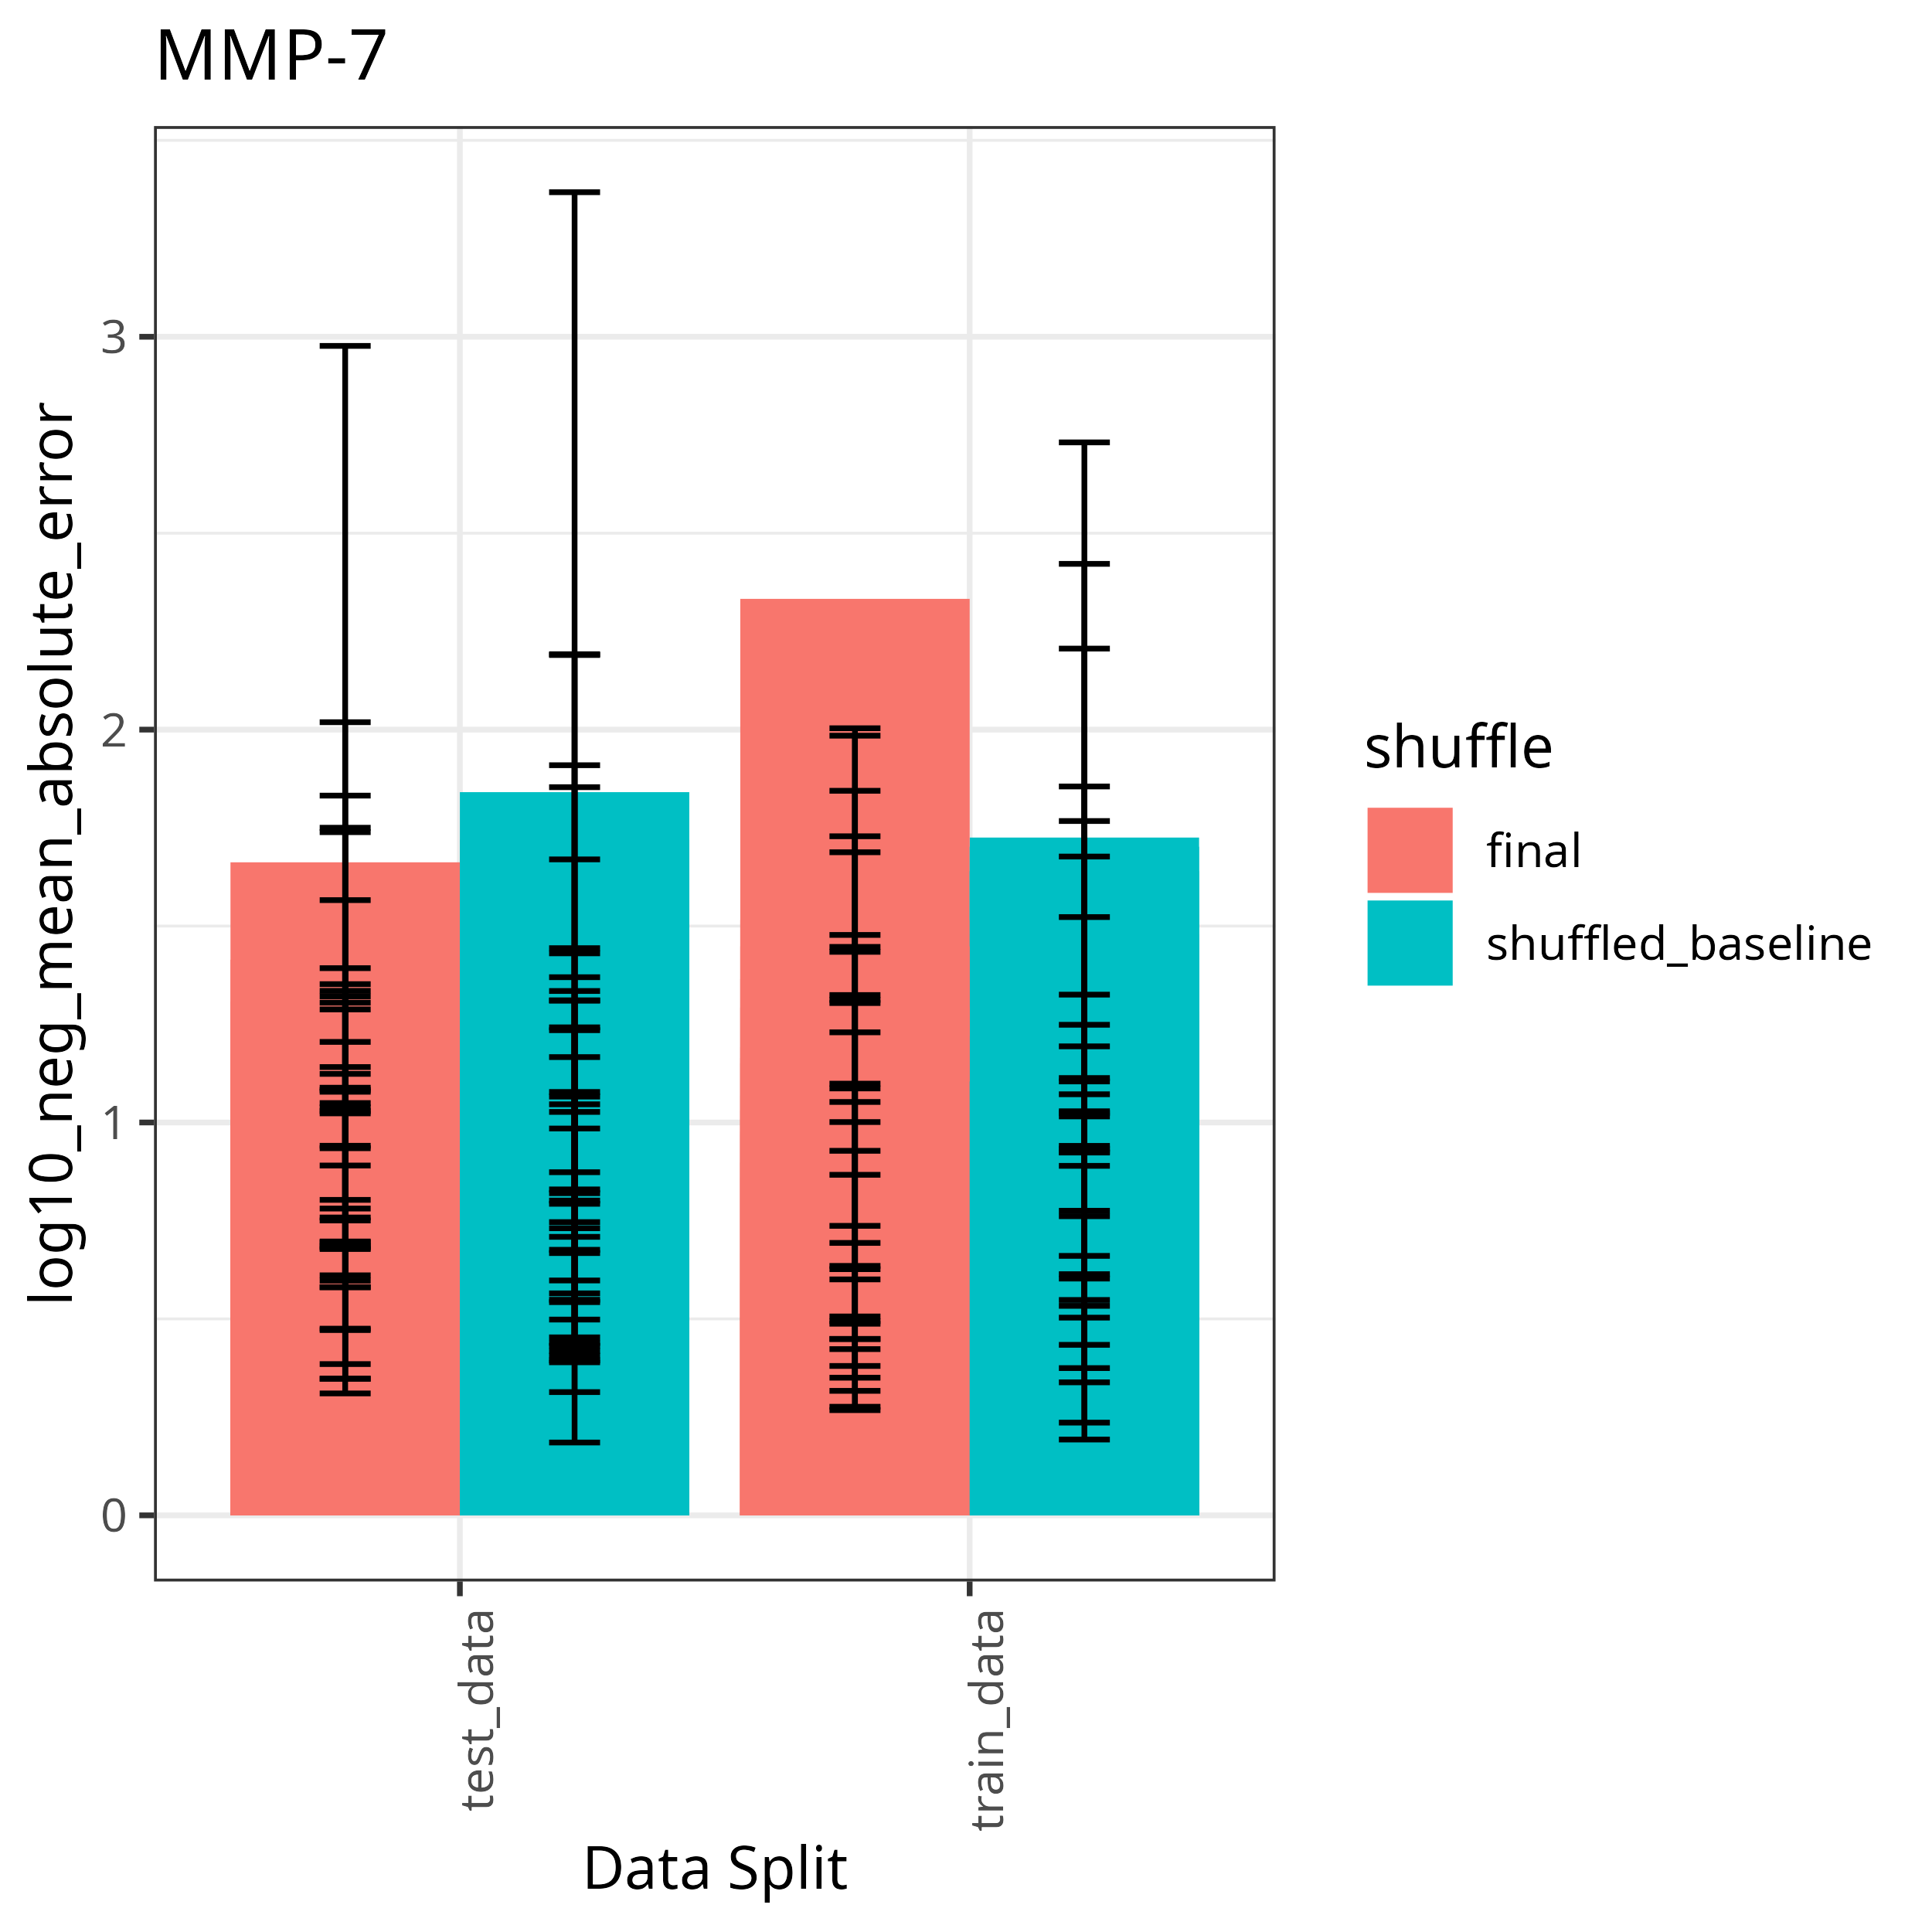 MMP-7
log10_neg_mean_absolute_error
3
2
1
0
test_data
train_data
Data Split
shuffle
final
shuffled_baseline